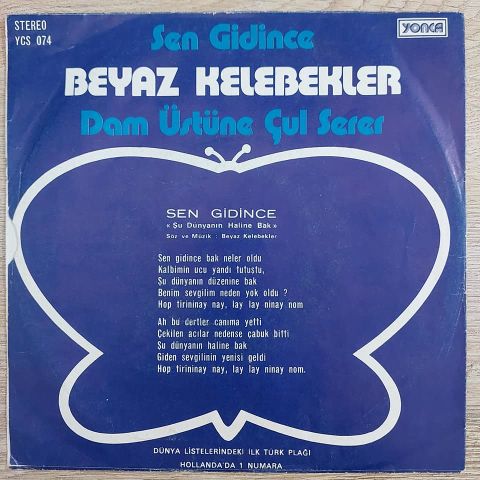 STEREO
YCS 074
YONCA
Sen Gidince
BEYAZ KELEBEKLER
Dam Üstüne Çul Serer
SEN GIDINCE
« Şu Dünyanın Haline Bak »
Söz ve Müzik : Beyaz Kelebekler
Sen gidince bak neler oldu
Kalbimin ucu yandı tutuştu,
Şu dünyanın düzenine bak
Benim sevgilim neden yok oldu ?
Hop tirininay nay, lay lay ninay nom
Ah bu dertler canıma yetti
Çekilen acılar nedense çabuk bitti
Şu dünyanın haline bak
Giden sevgilinin yenisi geldi
Hop tirininay nay, lay lay ninay nom.
DÜNYA LİSTELERİNDEKİ İLK TÜRK PLAĞI
HOLLANDA'DA 1 NUMARA